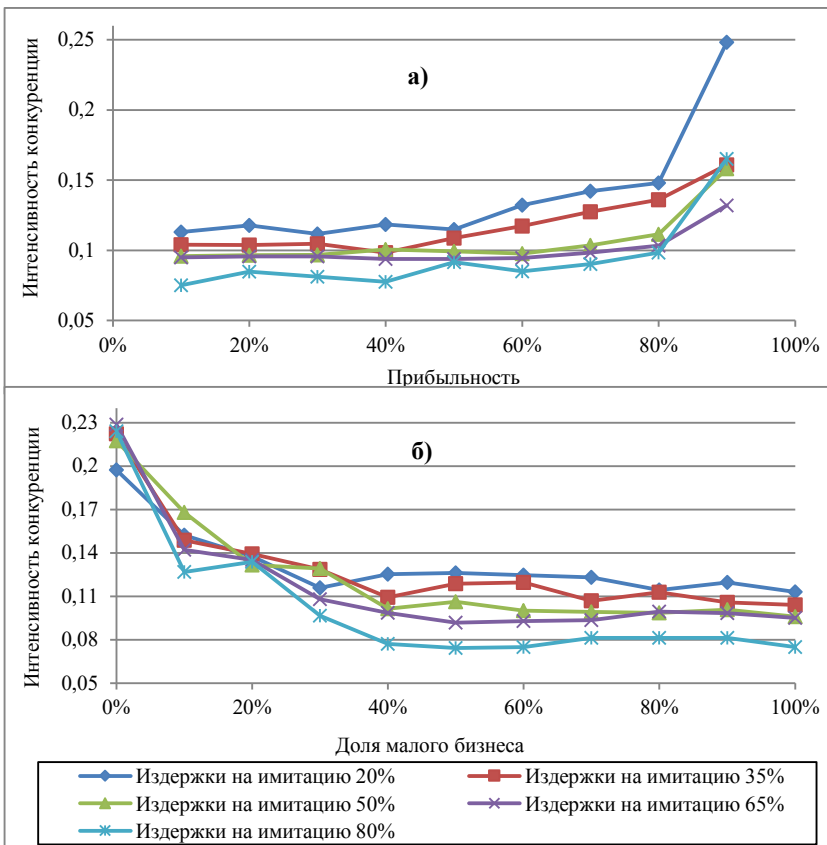 0,25
а)
0,2
0,15
0,1
0,05
Интенсивность конкуренции
0% 20% 40% 60% 80% 100%
Прибыльность
0,23
б)
0,2
0,17
0,14
0,11
0,08
0,05
Интенсивность конкуренции
0% 20% 40% 60% 80% 100%
Доля малого бизнеса
Издержки на имитацию 20% Издержки на имитацию 35%
Издержки на имитацию 50% Издержки на имитацию 65%
Издержки на имитацию 80%